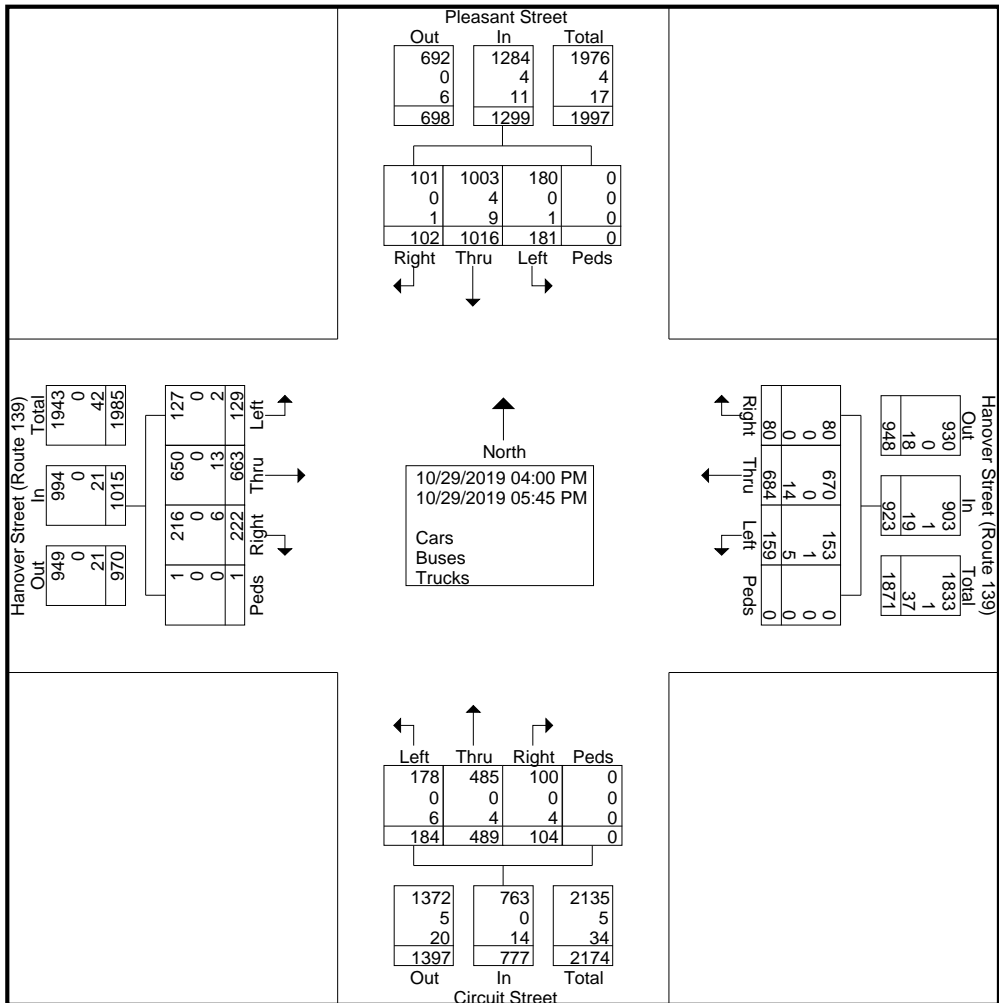 Pleasant Street
Out In Total
692 1284 1976
0 4 4
6 11 17
698 1299 1997
101 1003 180 0
0 4 0 0
1 9 1 0
102 1016 181 0
Right Thru Left Peds
Hanover Street (Route 139)
Total
1943 0 42 1985
In
994 0 21 1015
Out
949 0 21 970
Left
127 0 2 129
Thru
650 0 13 663
Right
216 0 6 222
Peds
1 0 0 1
North
10/29/2019 04:00 PM
10/29/2019 05:45 PM
Cars
Buses
Trucks
Right
80 0 0 80
Thru
670 0 14 684
Left
153 1 5 159
Peds
0 0 0 0
Hanover Street (Route 139)
Out
930 0 18 948
In
903 1 19 923
Total
1833 1 37 1871
Left Thru Right Peds
178 485 100 0
0 0 0 0
6 4 4 0
184 489 104 0
1372 763 2135
5 0 5
20 14 34
1397 777 2174
Out In Total
Circuit Street